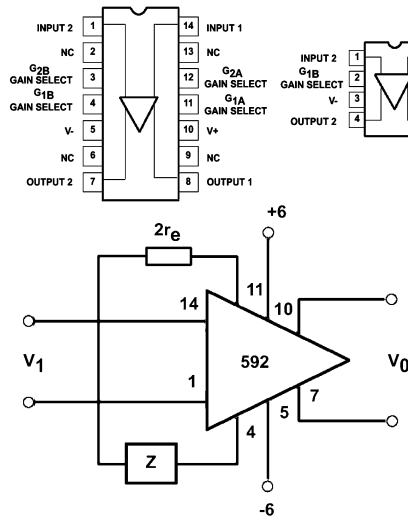 INPUT 2 1 14 INPUT 1
NC 2 13 NC
G2B GAIN SELECT 3 12 G2A GAIN SELECT
G1B GAIN SELECT 4 11 G1A GAIN SELECT
V- 5 10 V+
NC 6 9 NC
OUTPUT 2 7 8 OUTPUT 1
INPUT 2 1
G1B GAIN SELECT 2
V- 3
OUTPUT 2 4
2re
+6
11
10
14
V1
592
V0
1
7
5
4
Z
-6